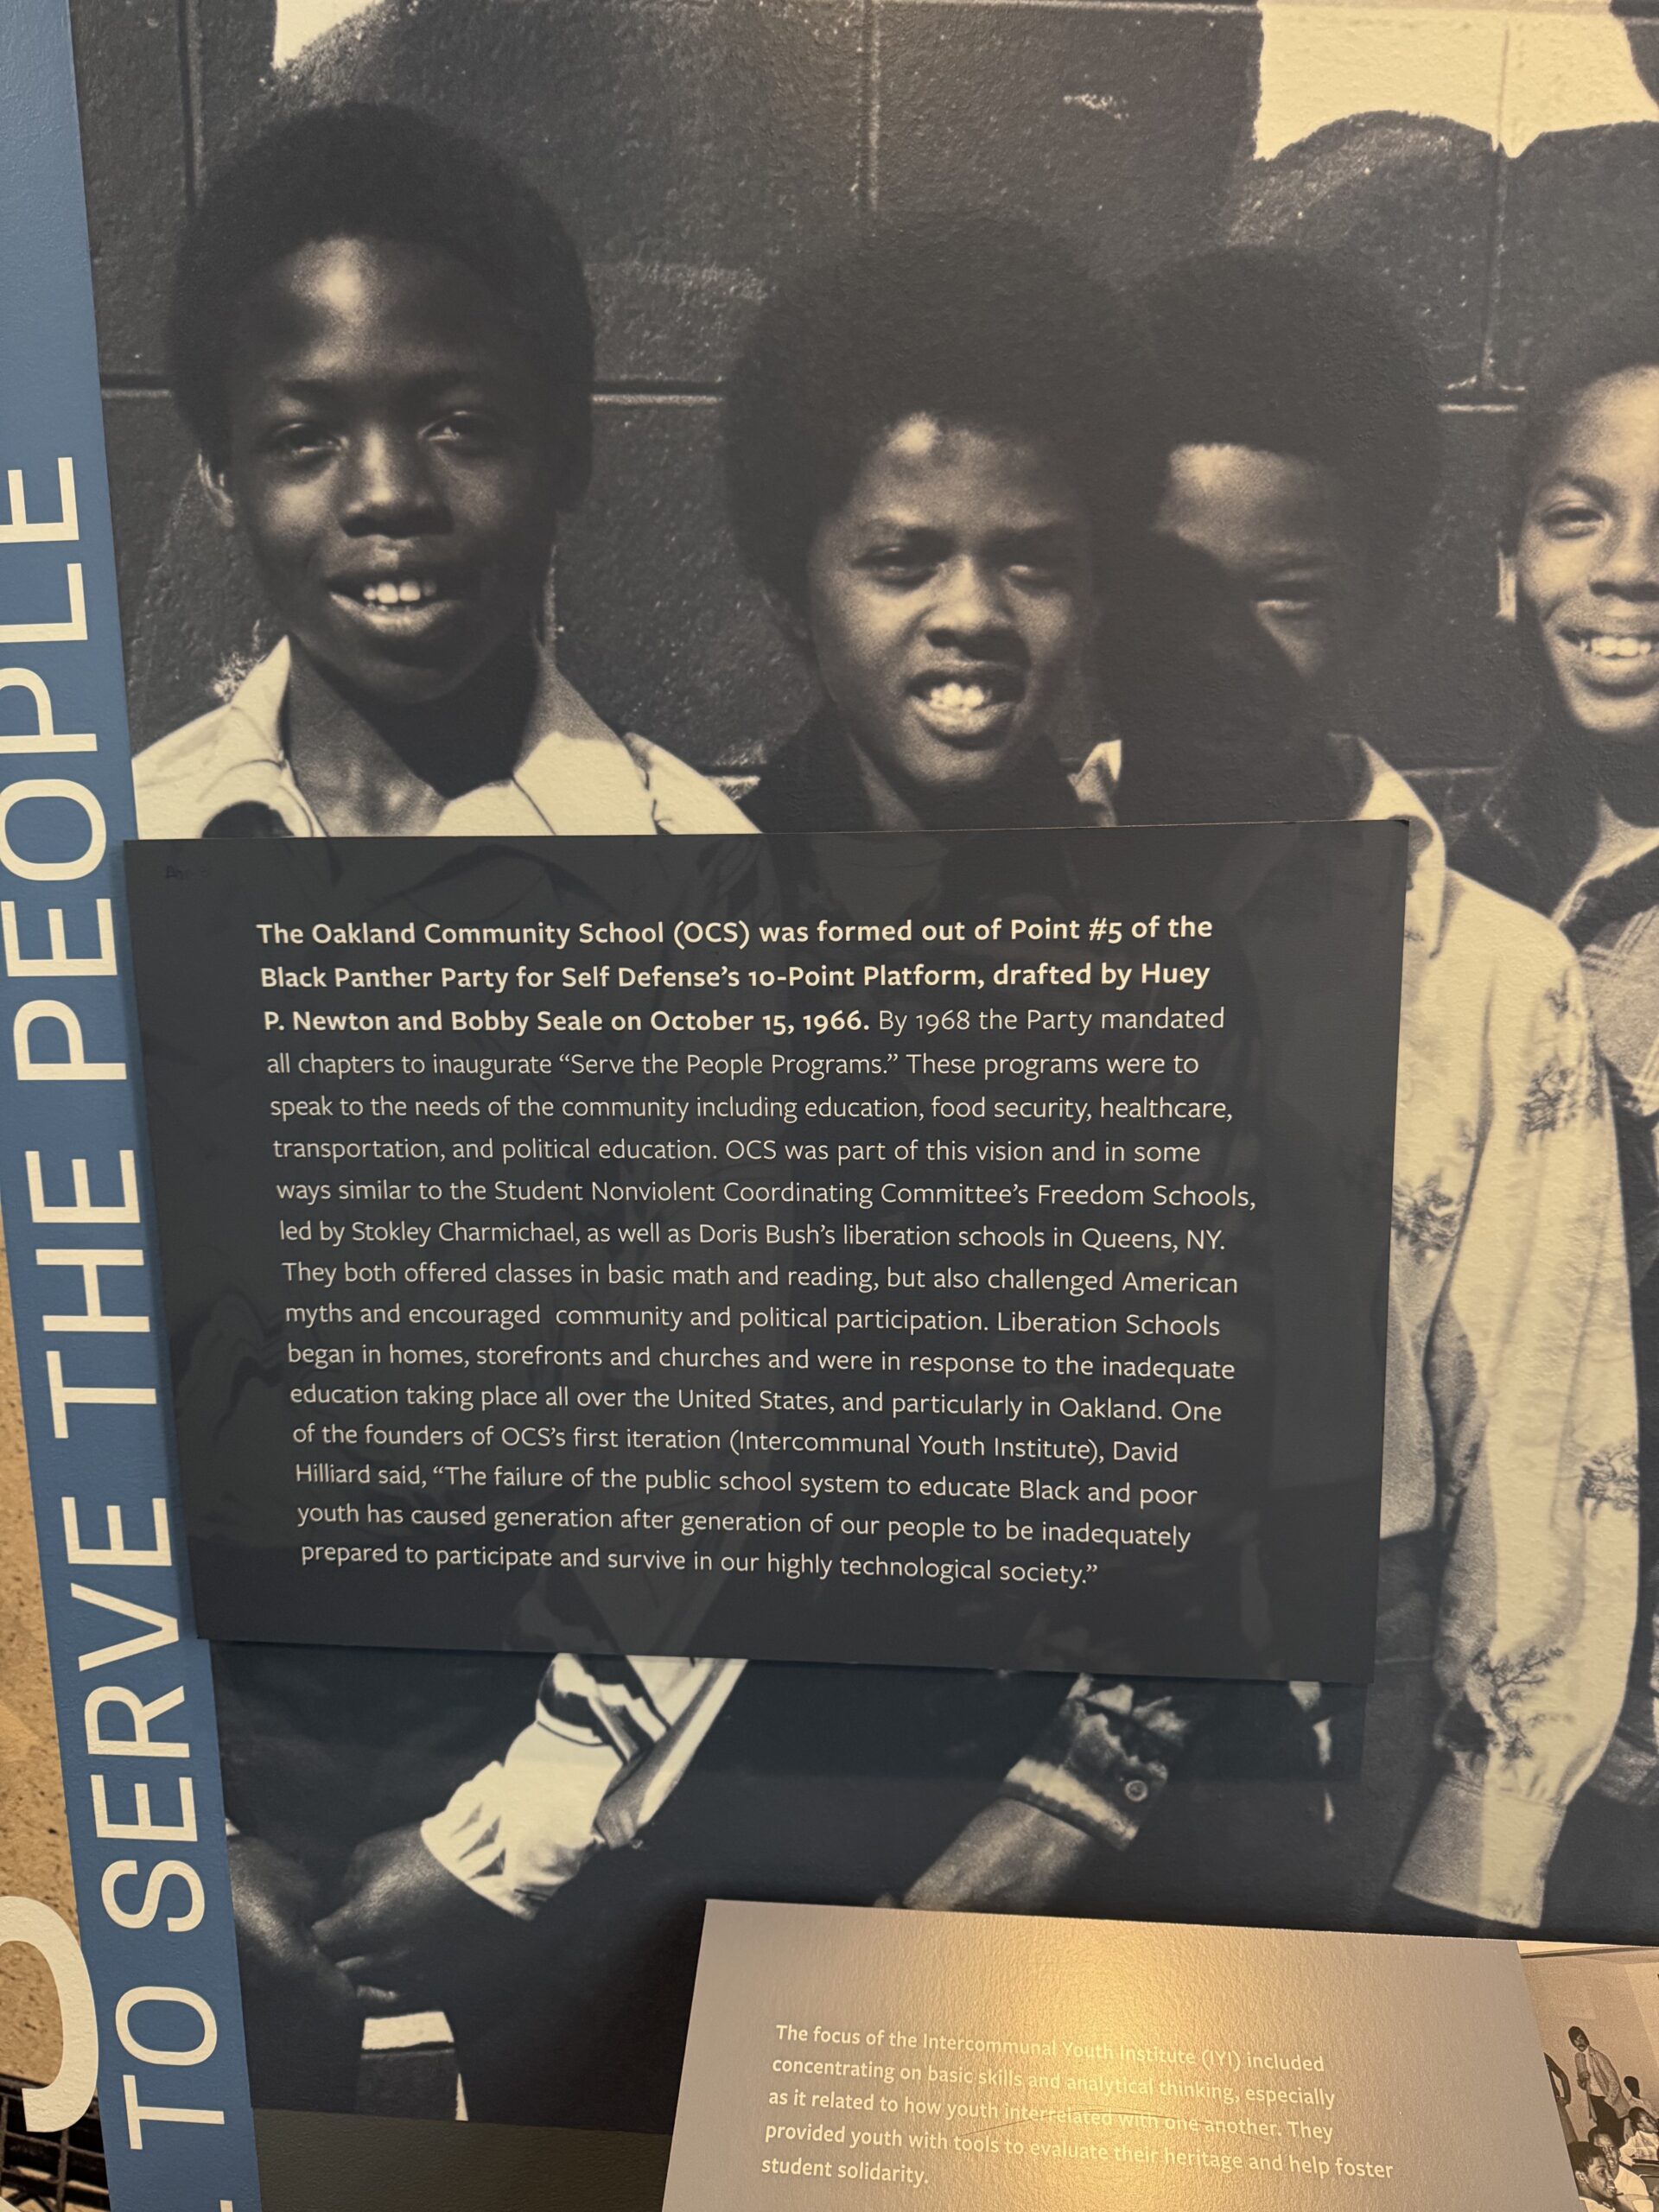 TO SERVE THE PEOPLE
The Oakland Community School (OCS) was formed out of Point #5 of the
Black Panther Party for Self Defense’s 10-Point Platform, drafted by Huey
P. Newton and Bobby Seale on October 15, 1966. By 1968 the Party mandated
all chapters to inaugurate “Serve the People Programs.” These programs were to
speak to the needs of the community including education, food security, healthcare,
transportation, and political education. OCS was part of this vision and in some
ways similar to the Student Nonviolent Coordinating Committee’s Freedom Schools,
led by Stokley Charmichael, as well as Doris Bush’s liberation schools in Queens, NY.
They both offered classes in basic math and reading, but also challenged American
myths and encouraged  community and political participation. Liberation Schools
began in homes, storefronts and churches and were in response to the inadequate
education taking place all over the United States, and particularly in Oakland. One
of the founders of OCS’s first iteration (Intercommunal Youth Institute), David
Hilliard said, “The failure of the public school system to educate Black and poor
youth has caused generation after generation of our people to be inadequately
prepared to participate and survive in our highly technological society.”
The focus of the Intercommunal Youth Institute (IYI) included
concentrating on basic skills and analytical thinking, especially
as it related to how youth interrelated with one another. They
provided youth with tools to evaluate their heritage and help foster
student solidarity.